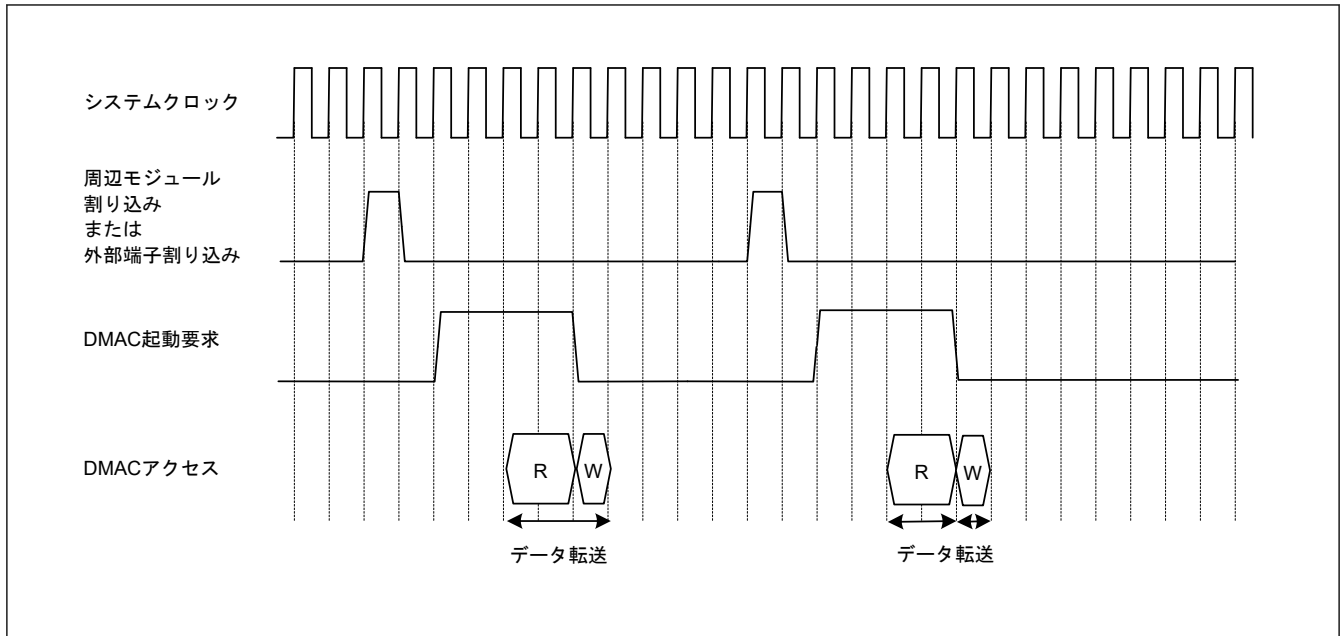 システムクロック
周辺モジュール
割り込み
または
外部端子割り込み
DMAC起動要求
DMACアクセス
R
W
R
W
データ転送
データ転送